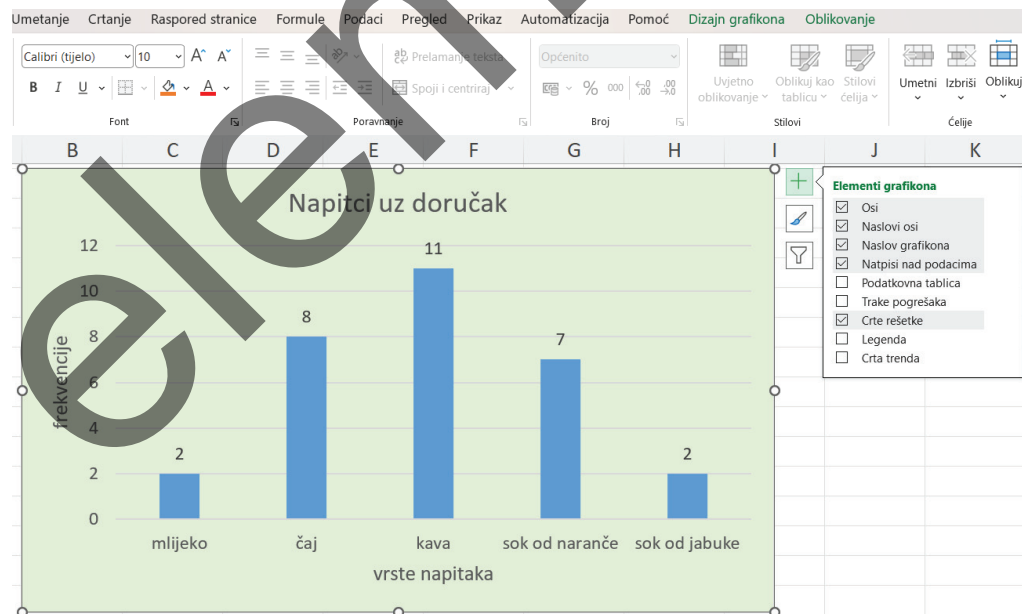 Umetanje Crtanje Raspored stranice Formule Podaci Pregled Prikaz Automatizacija Pomoć Dizajn grafikona Oblikovanje
Calibri (tijelo) 10 A A ab Prelamanje teksta Općenito
B I U A Spoji i centriraj % 000 ,00
Uvjetno oblikovanje
Oblikuj kao tablicu
Stilovi ćelija
Umetni Izbriši Oblikuj
Font Poravnanje Broj Stilovi Ćelije
B C D E F G H I J K
Napitci uz doručak
12
10
8
6
4
2
0
frekvencije
2 8 11 7 2
mlijeko čaj kava sok od naranče sok od jabuke
vrste napitaka
Elementi grafikona
Osi
Naslovi osi
Naslov grafikona
Natpisi nad podacima
Podatkovna tablica
Trake pogrešaka
Crte rešetke
Legenda
Crta trenda
elem